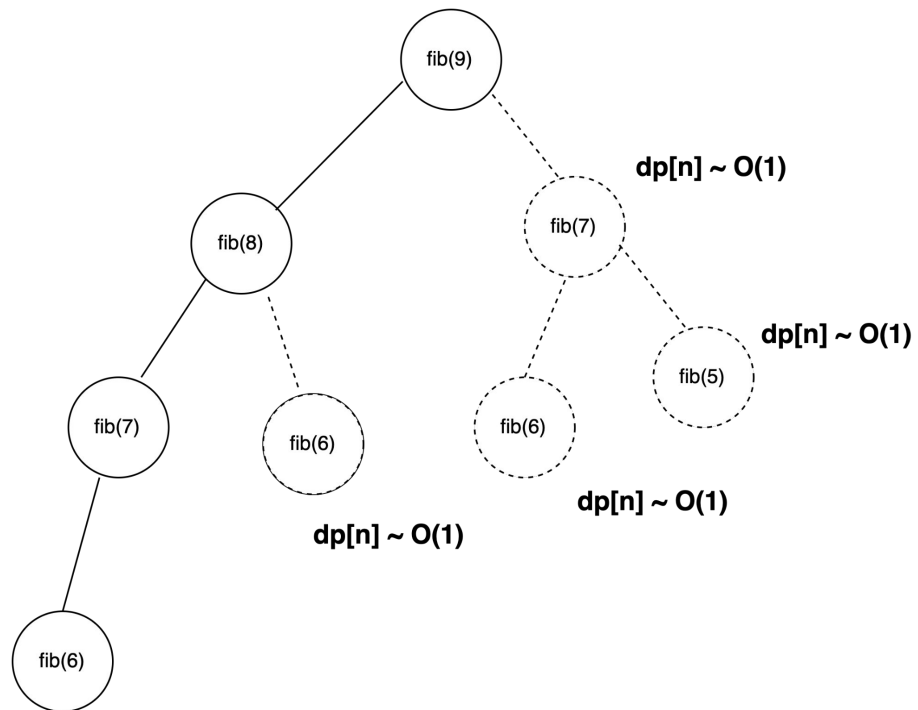 fib(9)
dp[n] ~ O(1)
fib(7)
fib(8)
dp[n] ~ O(1)
fib(5)
fib(7)
fib(6)
fib(6)
dp[n] ~ O(1)
dp[n] ~ O(1)
fib(6)